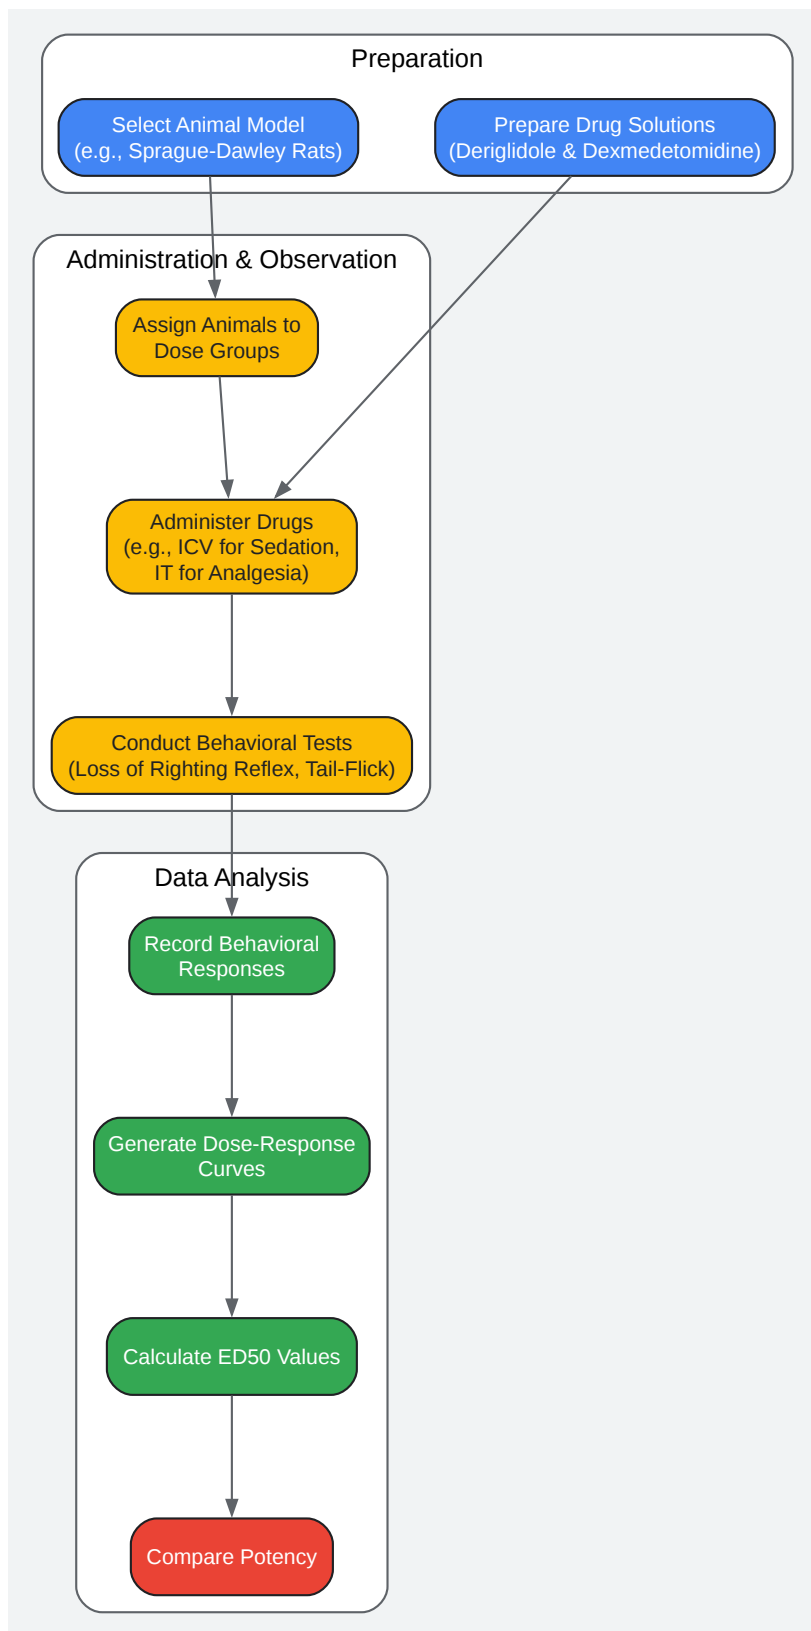 Preparation
Select Animal Model
(e.g., Sprague-Dawley Rats)
Prepare Drug Solutions
(Deriglidole & Dexmedetomidine)
Administration & Observation
Assign Animals to
Dose Groups
Administer Drugs
(e.g., ICV for Sedation,
IT for Analgesia)
Conduct Behavioral Tests
(Loss of Righting Reflex, Tail-Flick)
Data Analysis
Record Behavioral
Responses
Generate Dose-Response
Curves
Calculate ED50 Values
Compare Potency